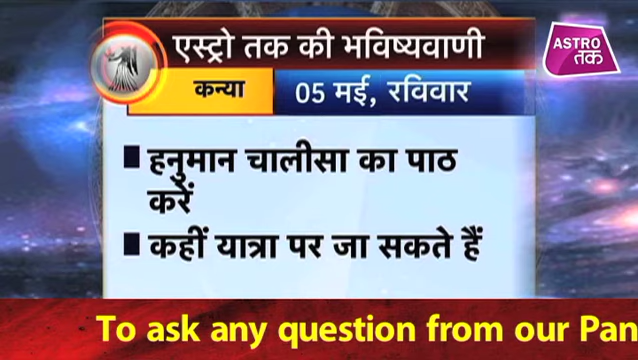 एस्ट्रो तक की भविष्यवाणी
ASTRO
तक
कन्या
05 मई, रविवार
हनुमान चालीसा का पाठ
करें
कहीं यात्रा पर जा सकते हैं
To ask any question from our Pan